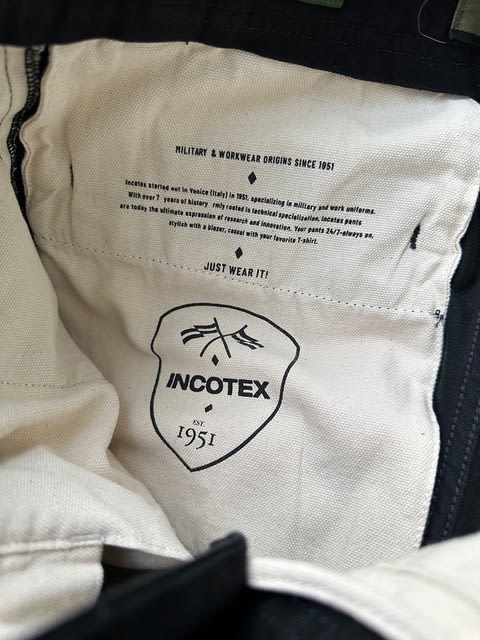 MILITARY & WORKWEAR ORIGINS SINCE 1951
Incotex started out in Venice (Italy) in 1951, specializing in military and work uniforms.
With over 7 years of history rmly rooted in technical specialization, incotex pants
are today the ultimate expression of research and innovation. Your pants 24/7-always on,
stylish with a blazer, casual with your favorite T-shirt.
JUST WEAR IT!
INCOTEX
EST.
1951